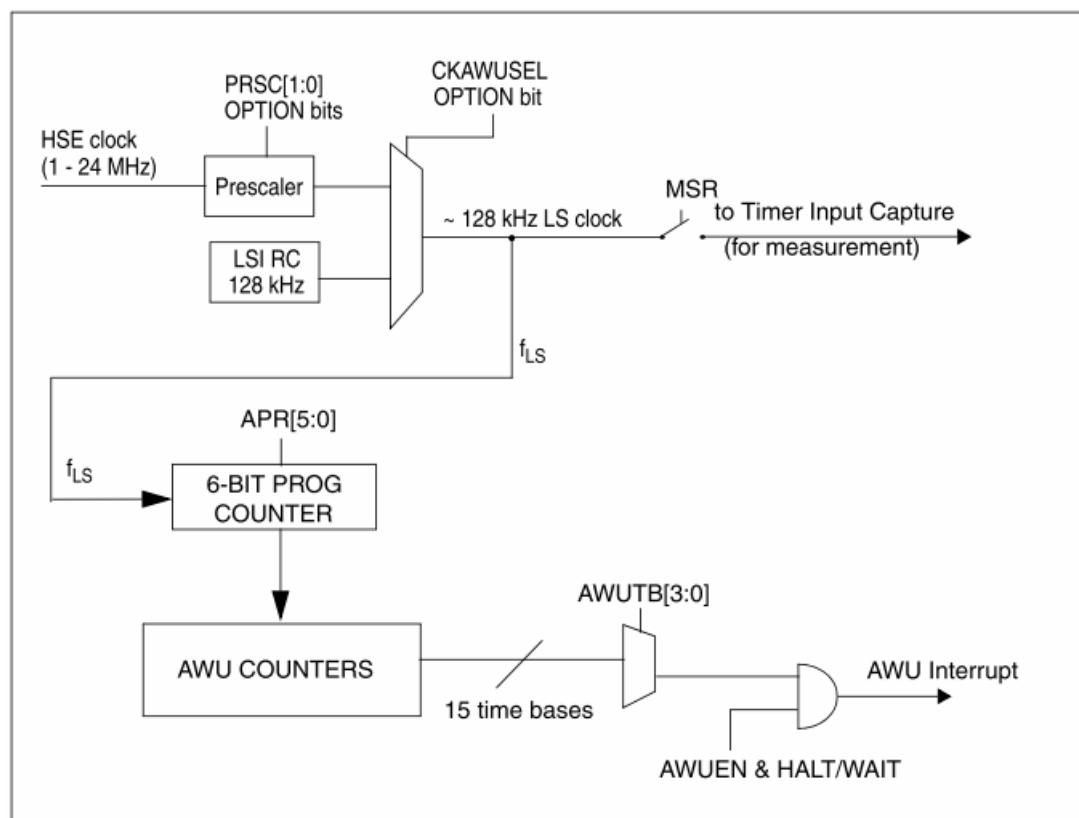 CKAWUSEL
OPTION bit
PRSC[1:0]
OPTION bits
HSE clock
(1 - 24 MHz)
Prescaler
MSR
~ 128 kHz LS clock
to Timer Input Capture
(for measurement)
LSI RC
128 kHz
fLS
APR[5:0]
fLS
6-BIT PROG
COUNTER
AWUTB[3:0]
AWU COUNTERS
15 time bases
AWU Interrupt
AWUEN & HALT/WAIT